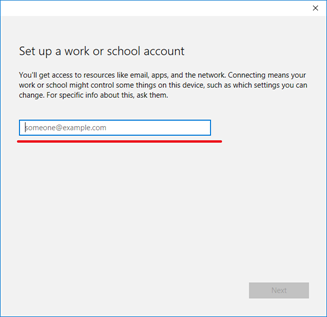 Set up a work or school account
You'll get access to resources like email, apps, and the network. Connecting means your
work or school might control some things on this device, such as which settings you can
change. For specific info about this, ask them.
someone@example.com
Next